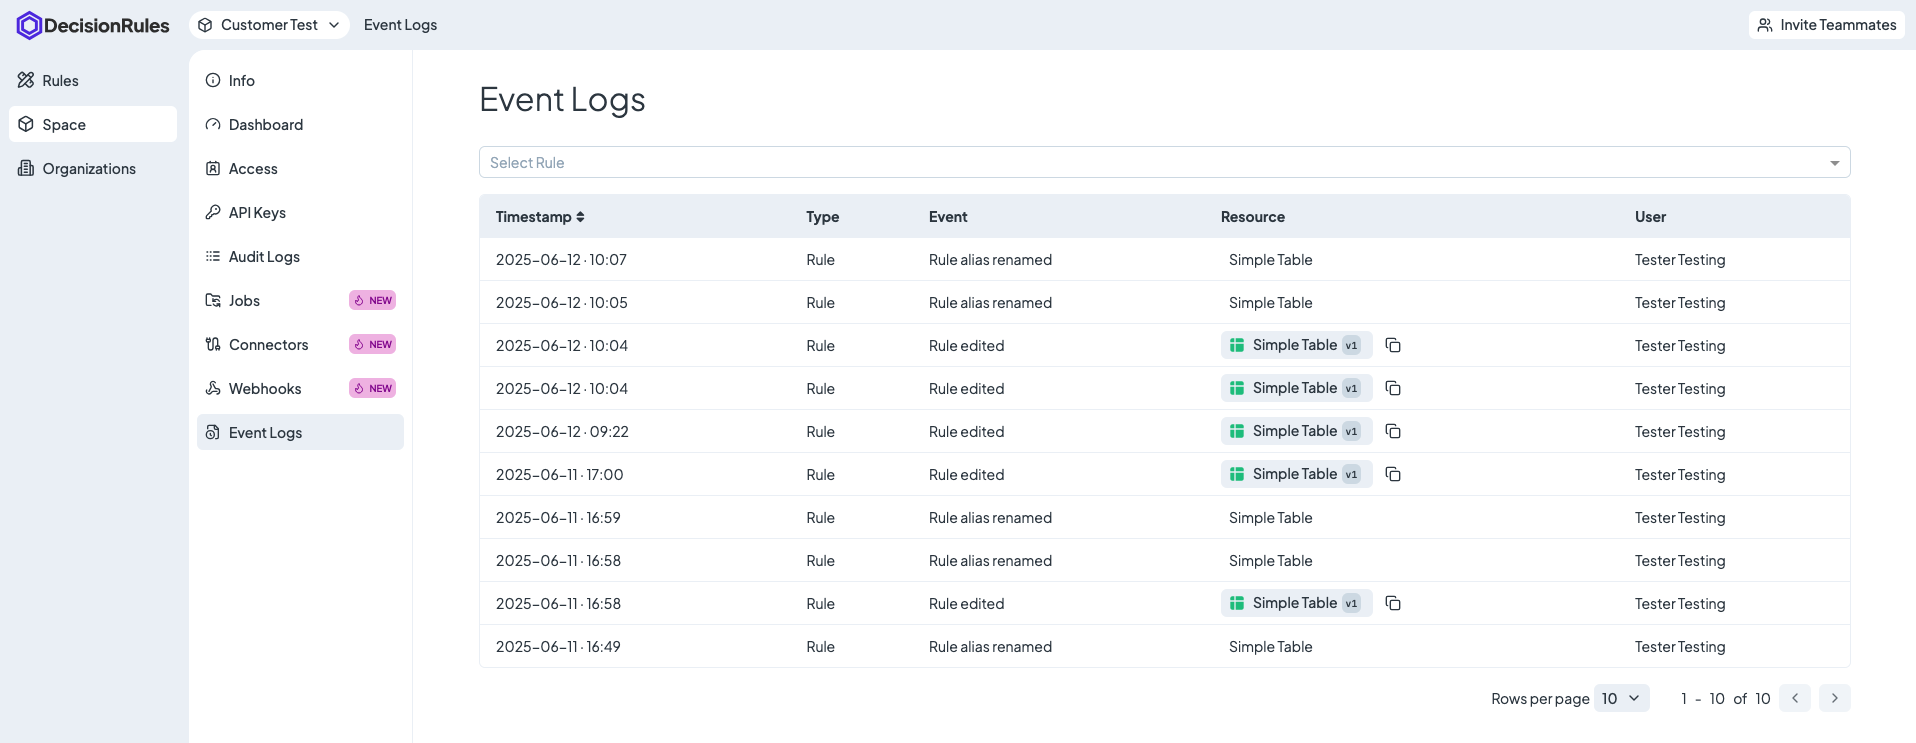 DecisionRules
Customer Test
Event Logs
Invite Teammates
Rules
Space
Organizations
Info
Dashboard
Access
API Keys
Audit Logs
Jobs NEW
Connectors NEW
Webhooks NEW
Event Logs
Event Logs
Select Rule
Timestamp Type Event Resource User
2025-06-12 · 10:07 Rule Rule alias renamed Simple Table Tester Testing
2025-06-12 · 10:05 Rule Rule alias renamed Simple Table Tester Testing
2025-06-12 · 10:04 Rule Rule edited Simple Table v1 Tester Testing
2025-06-12 · 10:04 Rule Rule edited Simple Table v1 Tester Testing
2025-06-12 · 09:22 Rule Rule edited Simple Table v1 Tester Testing
2025-06-11 · 17:00 Rule Rule edited Simple Table v1 Tester Testing
2025-06-11 · 16:59 Rule Rule alias renamed Simple Table Tester Testing
2025-06-11 · 16:58 Rule Rule alias renamed Simple Table Tester Testing
2025-06-11 · 16:58 Rule Rule edited Simple Table v1 Tester Testing
2025-06-11 · 16:49 Rule Rule alias renamed Simple Table Tester Testing
Rows per page 10 1 - 10 of 10